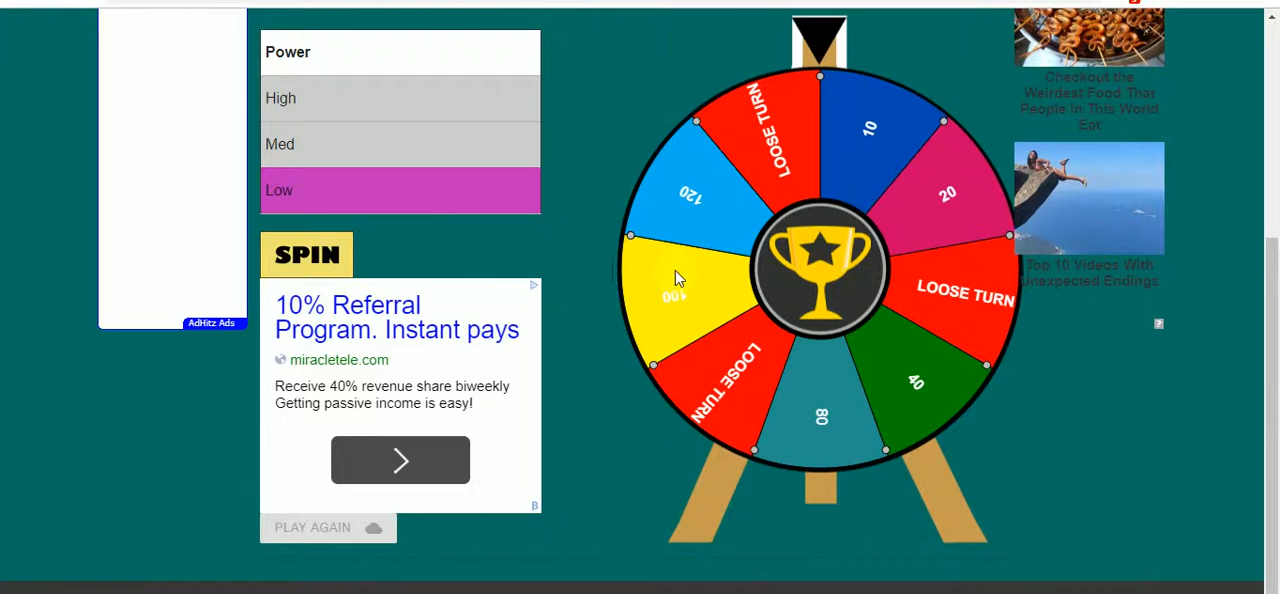 Power
High
Med
Low
SPIN
10% Referral
Program. Instant pays
miracletele.com
Receive 40% revenue share biweekly
Getting passive income is easy!
PLAY AGAIN
AdHitz Ads
LOOSE TURN
10
20
LOOSE TURN
40
80
LOOSE TURN
100
120
Checkout the
Weirdest Food That
People In This World
Eat
Top 10 Videos With
Unexpected Endings
?